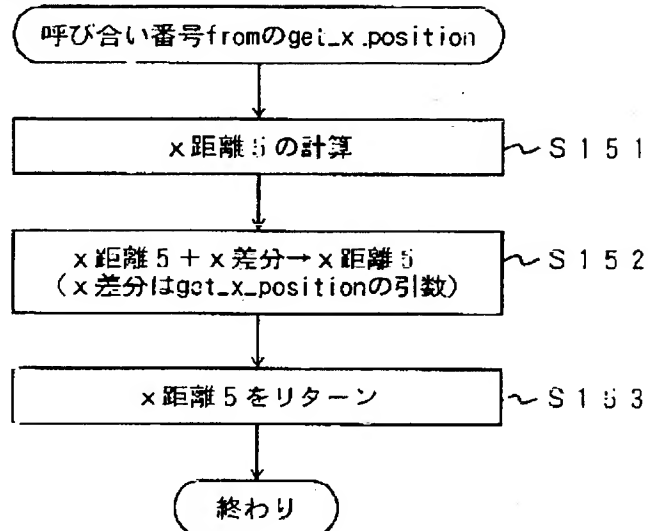 呼び合い番号fromのget_x_position
x距離5の計算
S151
x距離5+x差分→x距離5
(x差分はget_x_positionの引数)
S152
x距離5をリターン
S153
終わり